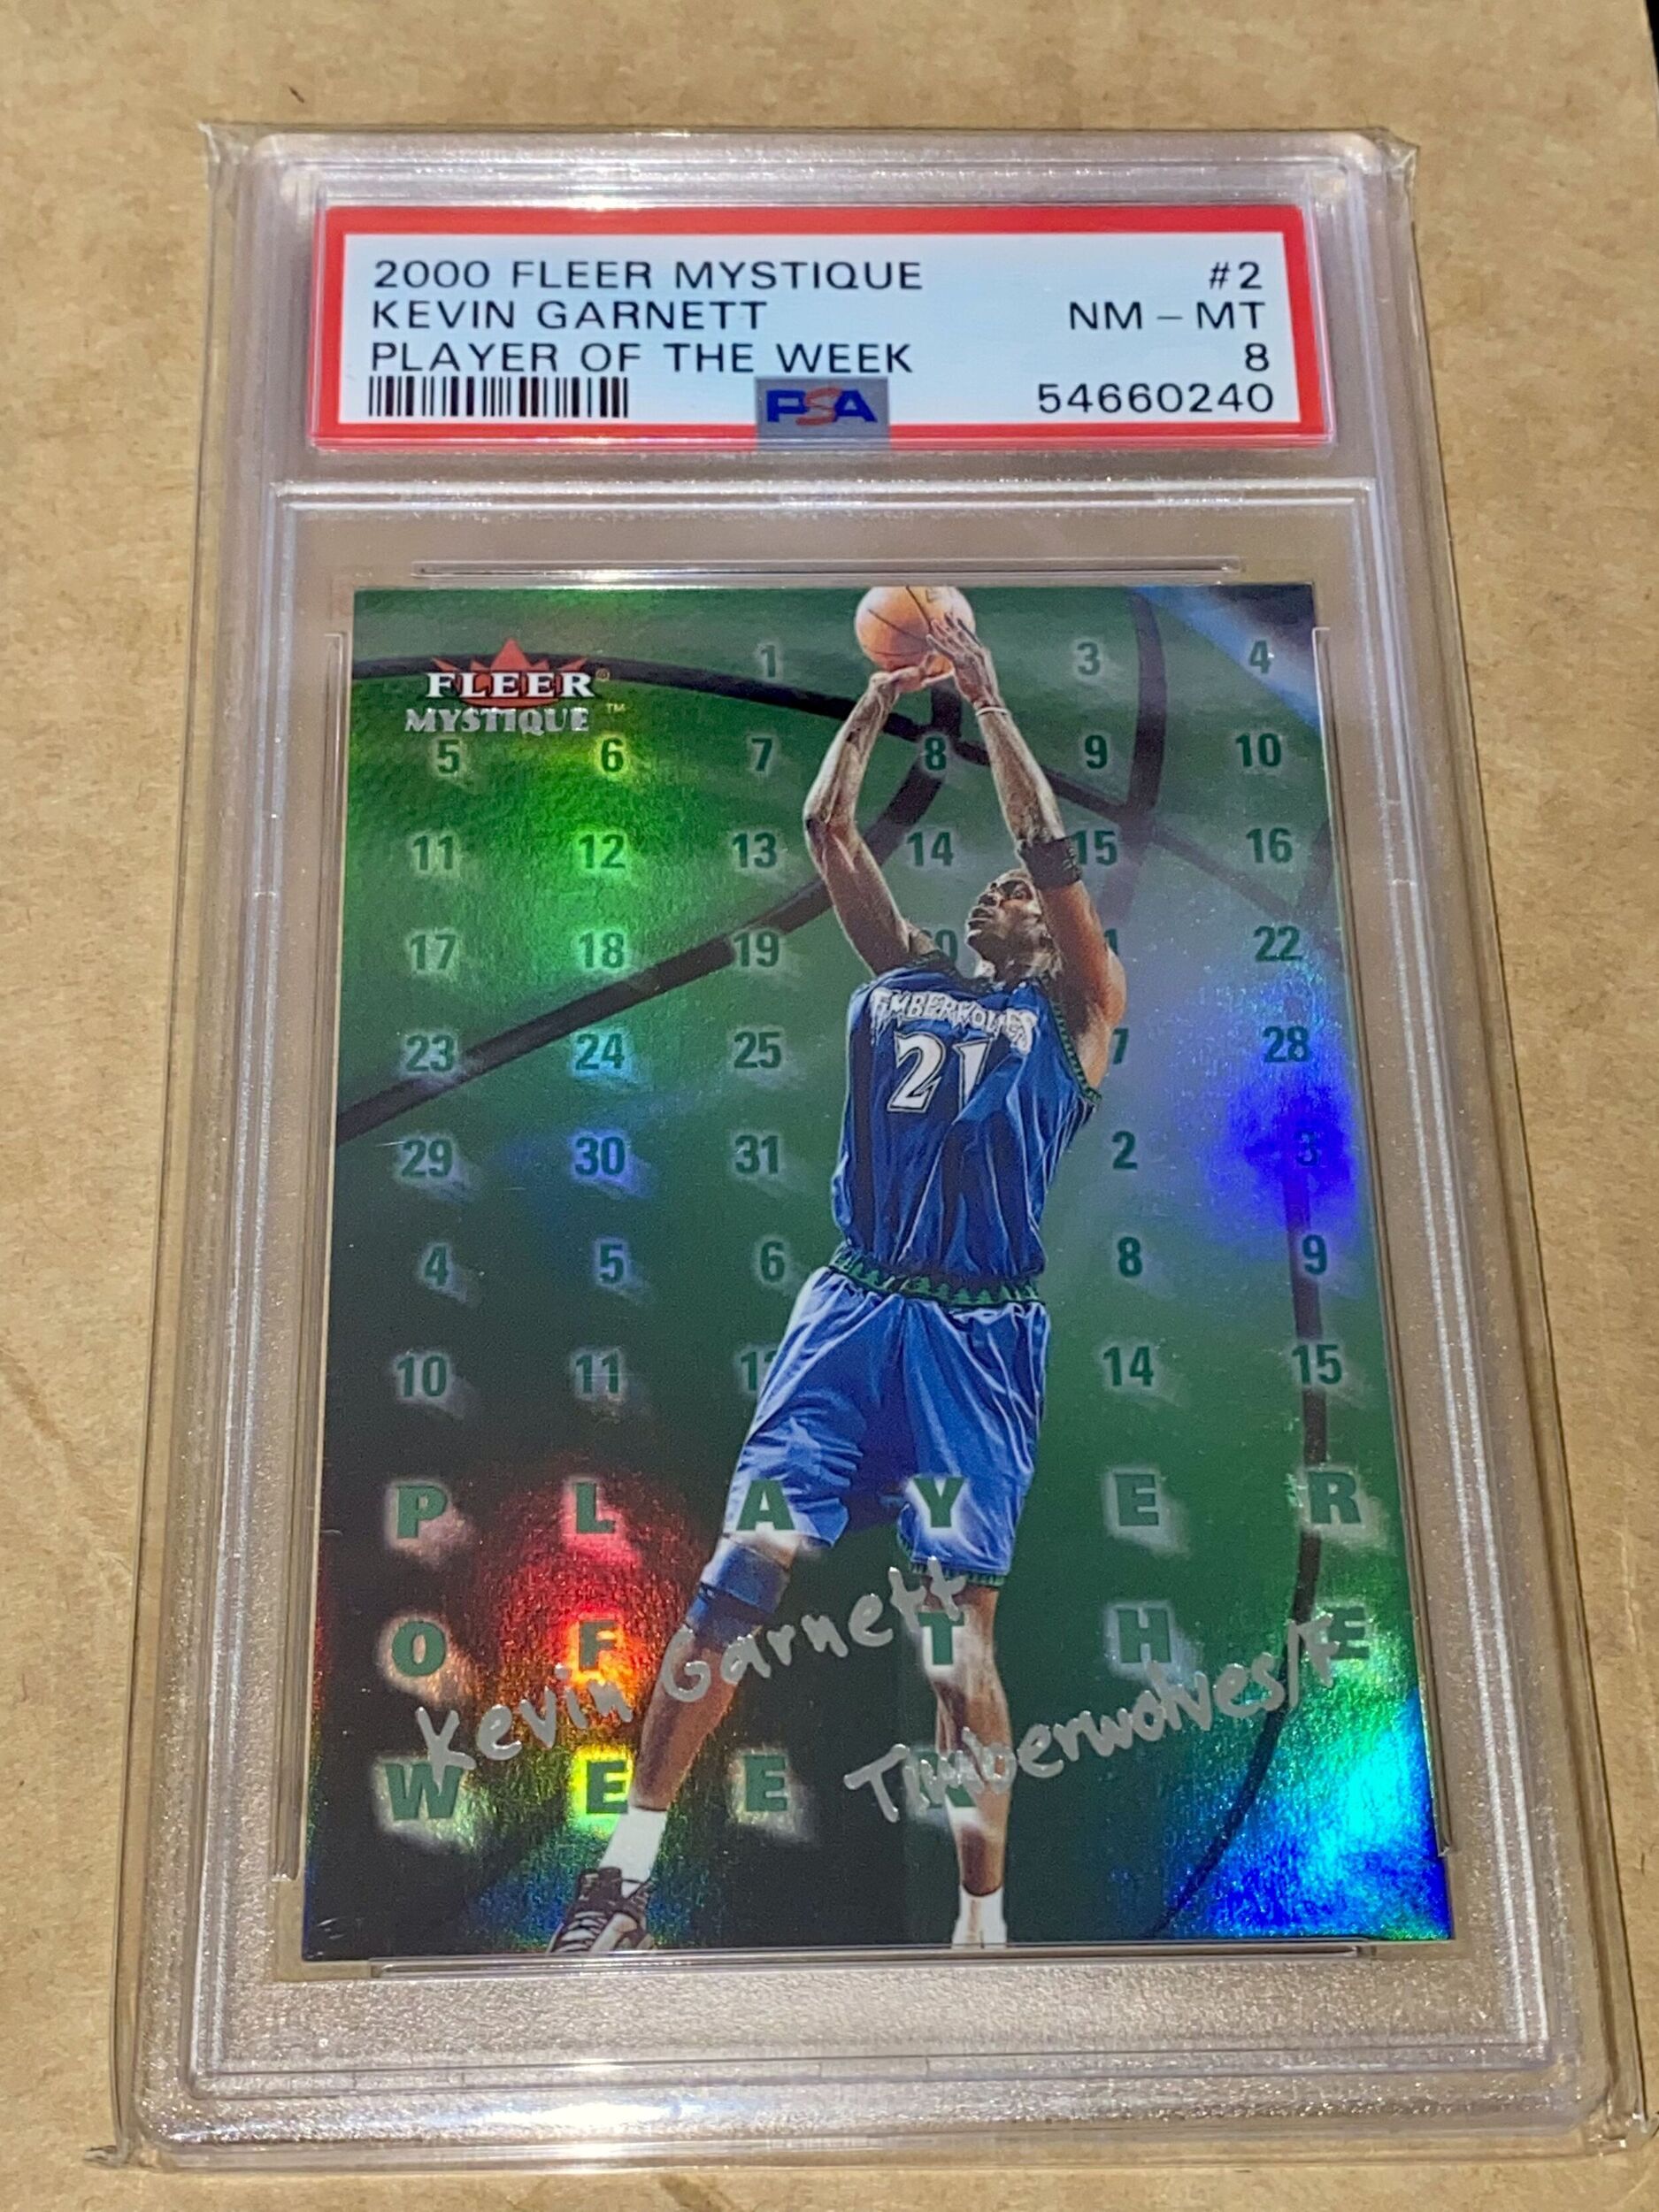 2000 FLEER MYSTIQUE #2
KEVIN GARNETT NM - MT
PLAYER OF THE WEEK 8
PSA 54660240
FLEER®
MYSTIQUE™
1 3 4
5 6 7 8 9 10
11 12 13 14 15 16
17 18 19 22
23 24 25 28
29 30 31 2 3
4 5 6 8 9
10 11 14 15
TIMBERWOLVES
21
P L A Y E R
O F T H E
W E E
Kevin Garnett
Timberwolves/F